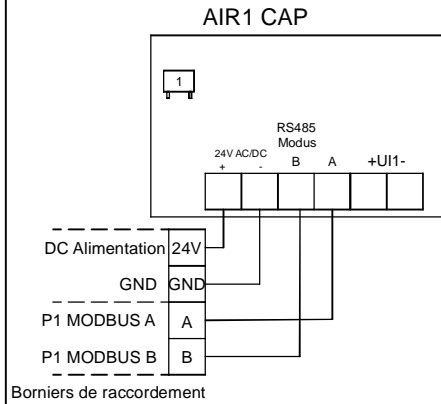 AIR1 CAP
1
RS485
Modus
24V AC/DC
+ - B A +UI1-
DC Alimentation 24V
GND GND
P1 MODBUS A A
P1 MODBUS B B
Borniers de raccordement